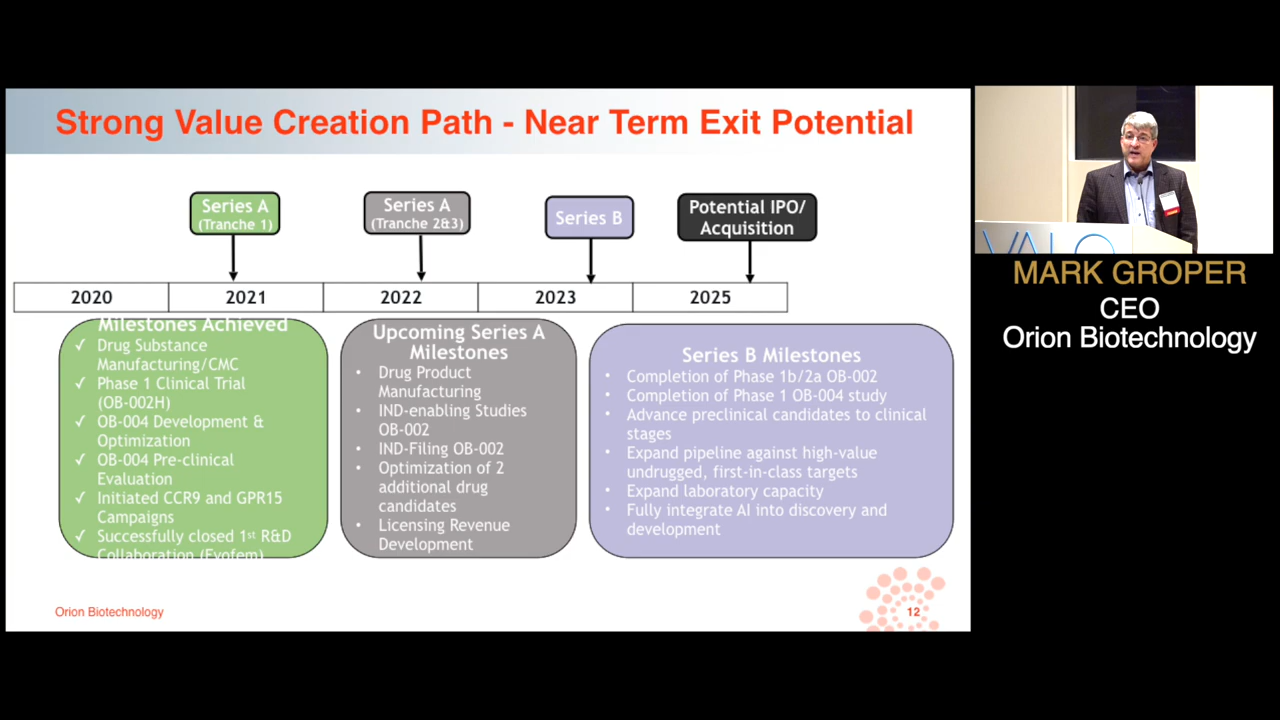 Strong Value Creation Path - Near Term Exit Potential
Series A
(Tranche 1)
Series A
(Tranche 2&3)
Series B
Potential IPO/
Acquisition
2020
2021
2022
2023
2025
Milestones Achieved
✓ Drug Substance
Manufacturing/CMC
✓ Phase 1 Clinical Trial
(OB-002H)
✓ OB-004 Development &
Optimization
✓ OB-004 Pre-clinical
Evaluation
✓ Initiated CCR9 and GPR15
Campaigns
✓ Successfully closed 1st R&D
Collaboration (Evofem)
Upcoming Series A
Milestones
• Drug Product
Manufacturing
• IND-enabling Studies
OB-002
• IND-Filing OB-002
• Optimization of 2
additional drug
candidates
• Licensing Revenue
Development
Series B Milestones
• Completion of Phase 1b/2a OB-002
• Completion of Phase 1 OB-004 study
• Advance preclinical candidates to clinical
stages
• Expand pipeline against high-value
undrugged, first-in-class targets
• Expand laboratory capacity
• Fully integrate AI into discovery and
development
Orion Biotechnology
12
MARK GROPER
CEO
Orion Biotechnology